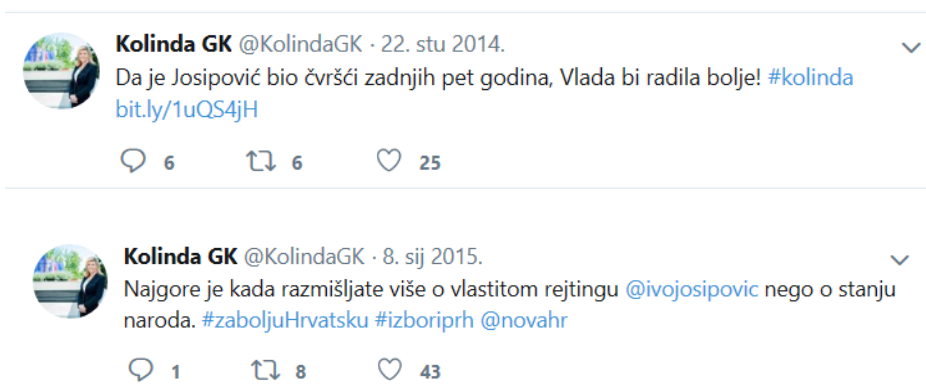 Kolinda GK @KolindaGK · 22. stu 2014.
Da je Josipović bio čvršći zadnjih pet godina, Vlada bi radila bolje! #kolinda
bit.ly/1uQS4jH
6 6 25
Kolinda GK @KolindaGK · 8. sij 2015.
Najgore je kada razmišljate više o vlastitom rejtingu @ivojosipovic nego o stanju
naroda. #zaboljuHrvatsku #izboriprh @novahr
1 8 43